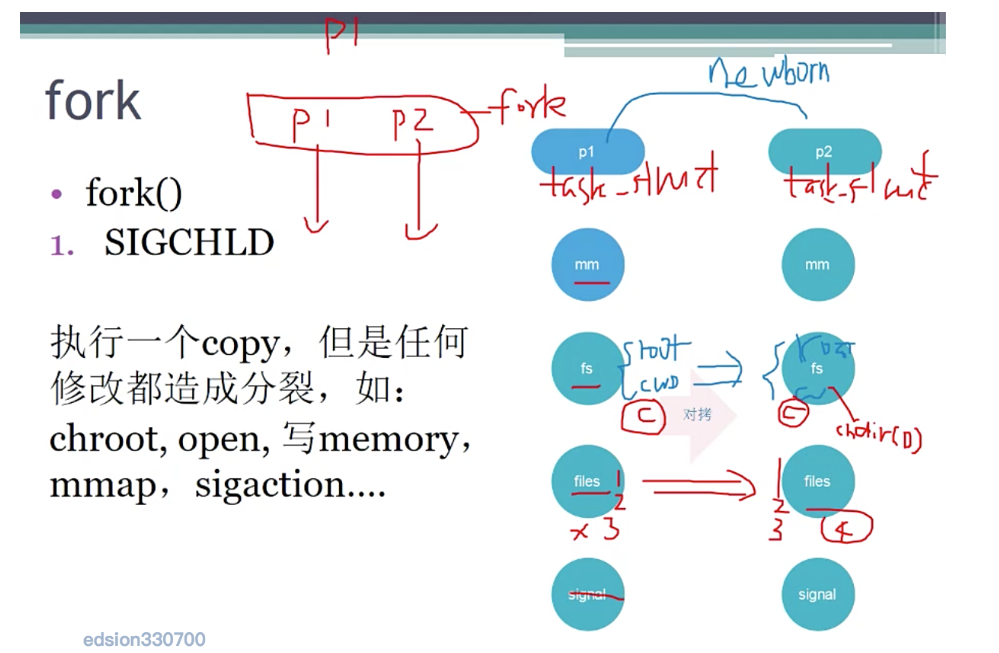 P1
newborn
fork
P1 P2
fork
p1
p2
task_struct
task_struct
fork()
1. SIGCHLD
mm
mm
执行一个copy，但是任何
修改都造成分裂，如：
chroot, open, 写memory，
mmap，sigaction....
fs
root
CWD
C
对拷
fs
root
C
chdir(D)
files
1
2
x 3
files
1
2
3
4
signal
signal
edsion330700